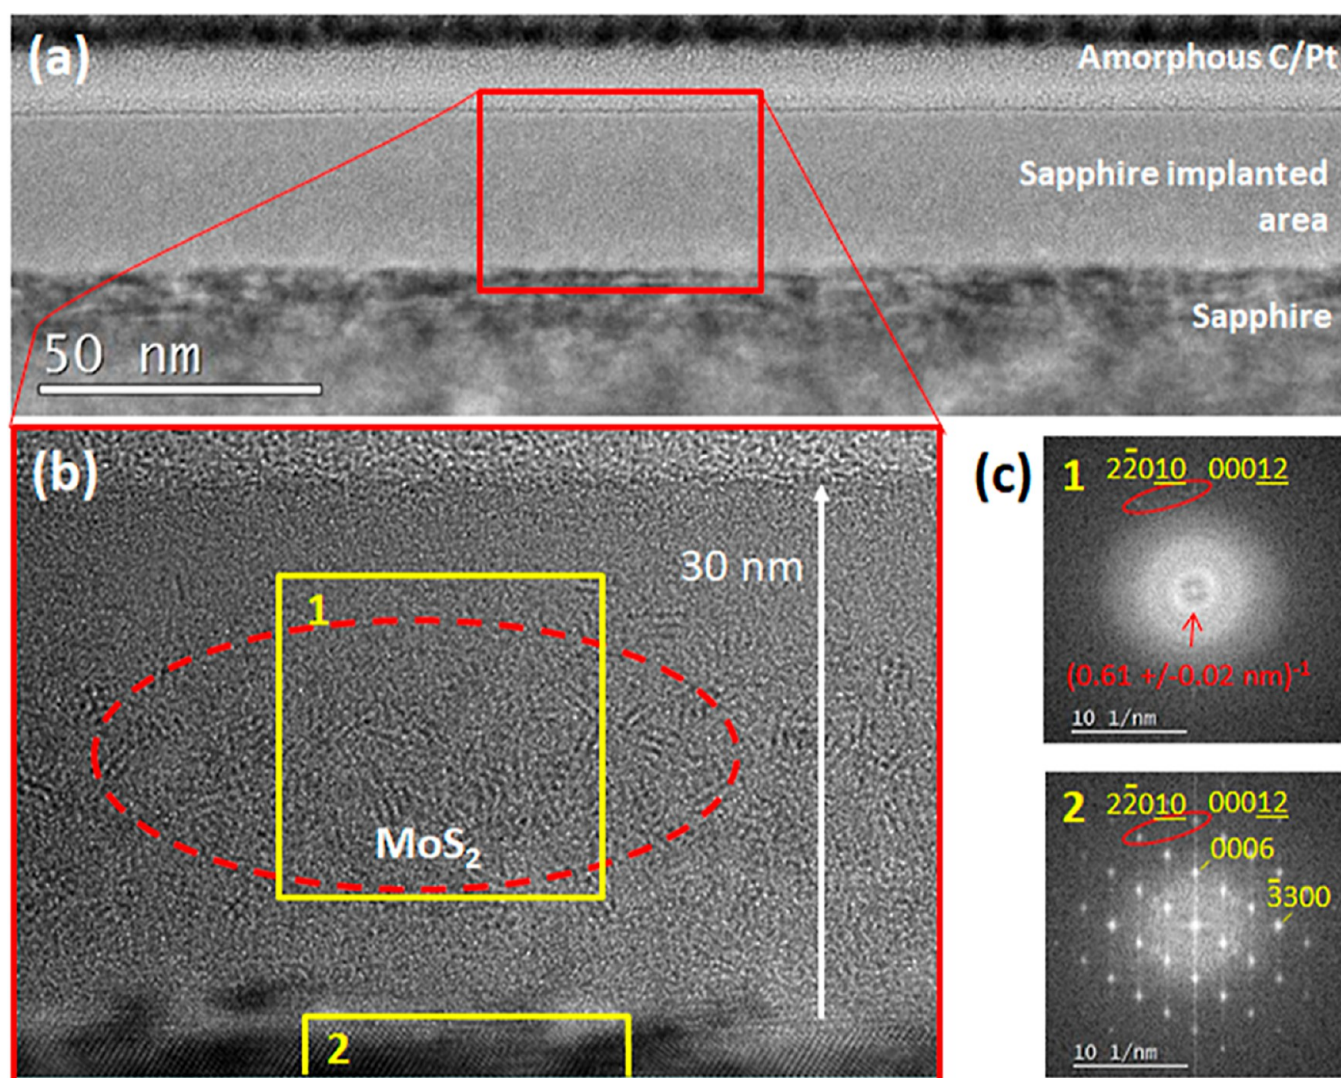 (a)
Amorphous C/Pt
Sapphire implanted
area
Sapphire
50 nm
(b)
1
30 nm
MoS₂
2
(c)
1 22̄010 00012
(0.61 +/-0.02 nm)⁻¹
10 1/nm
2 22̄010 00012
0006
3̄300
10 1/nm